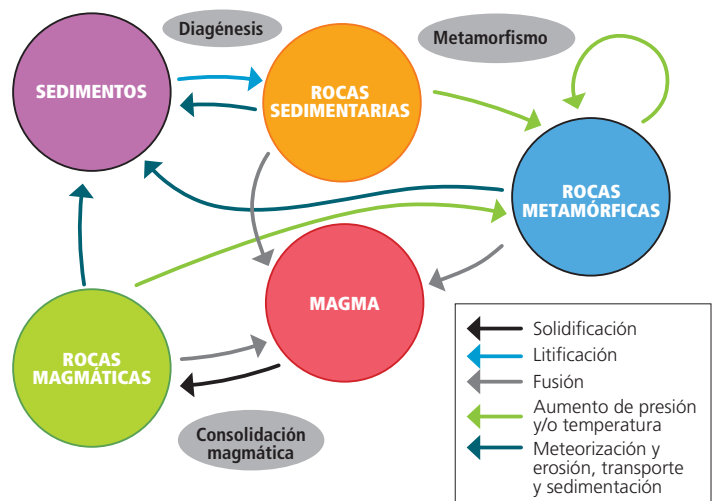 Diagénesis
Metamorfismo
SEDIMENTOS
ROCAS
SEDIMENTARIAS
ROCAS
METAMÓRFICAS
MAGMA
ROCAS
MAGMÁTICAS
Consolidación
magmática
Solidificación
Litificación
Fusión
Aumento de presión
y/o temperatura
Meteorización y
erosión, transporte
y sedimentación